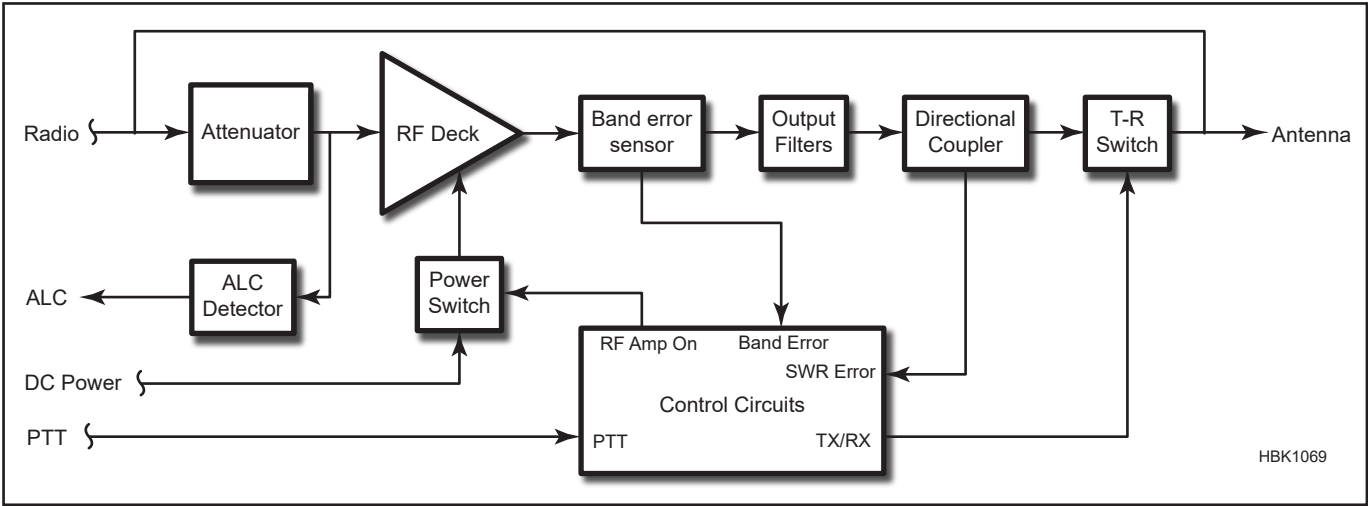 Radio
Attenuator
RF Deck
Band error
sensor
Output
Filters
Directional
Coupler
T-R
Switch
Antenna
ALC
ALC
Detector
Power
Switch
DC Power
PTT
RF Amp On
Band Error
SWR Error
Control Circuits
PTT
TX/RX
HBK1069